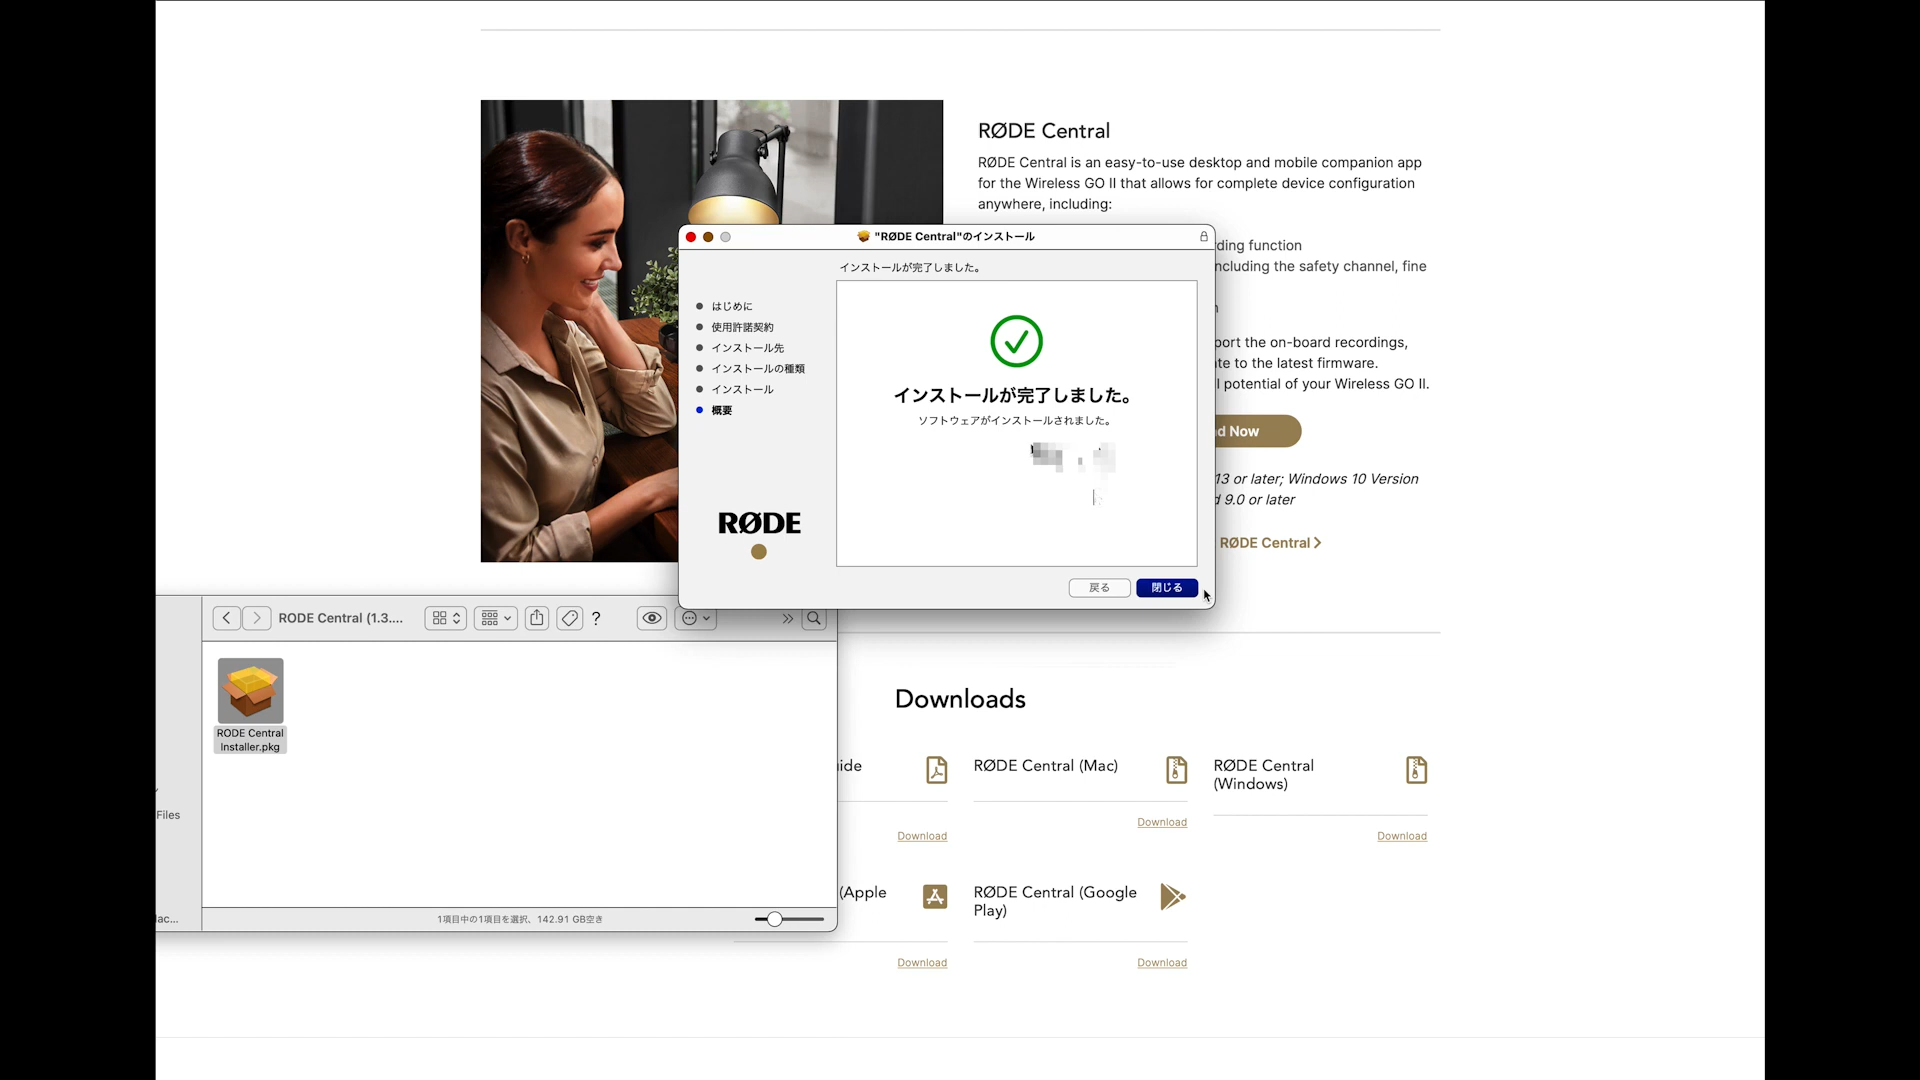 RØDE Central
RØDE Central is an easy-to-use desktop and mobile companion app
for the Wireless GO II that allows for complete device configuration
anywhere, including:
function
including the safety channel, fine
the on-board recordings,
to the latest firmware.
potential of your Wireless GO II.
Now
13 or later; Windows 10 Version
9.0 or later
RØDE Central
"RØDE Central"のインストール
インストールが完了しました。
はじめに
使用許諾契約
インストール先
インストールの種類
インストール
概要
インストールが完了しました。
ソフトウェアがインストールされました。
RØDE
戻る
閉じる
RODE Central (1.3....
?
RODE Central
Installer.pkg
Files
1項目中の1項目を選択、142.91 GB空き
Downloads
RØDE Central (Mac)
RØDE Central
(Windows)
Download
Download
Download
(Apple
RØDE Central (Google
Play)
Download
Download